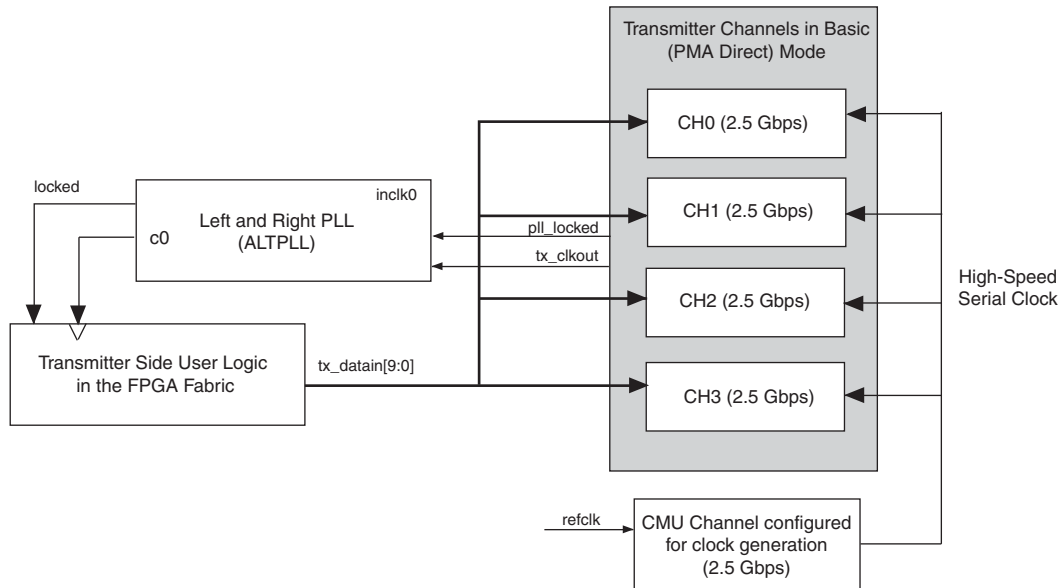 Transmitter Channels in Basic
(PMA Direct) Mode
CH0 (2.5 Gbps)
locked
inclk0
Left and Right PLL
(ALTPLL)
c0
CH1 (2.5 Gbps)
pll_locked
tx_clkout
CH2 (2.5 Gbps)
High-Speed
Serial Clock
Transmitter Side User Logic
in the FPGA Fabric
tx_datain[9:0]
CH3 (2.5 Gbps)
refclk
CMU Channel configured
for clock generation
(2.5 Gbps)